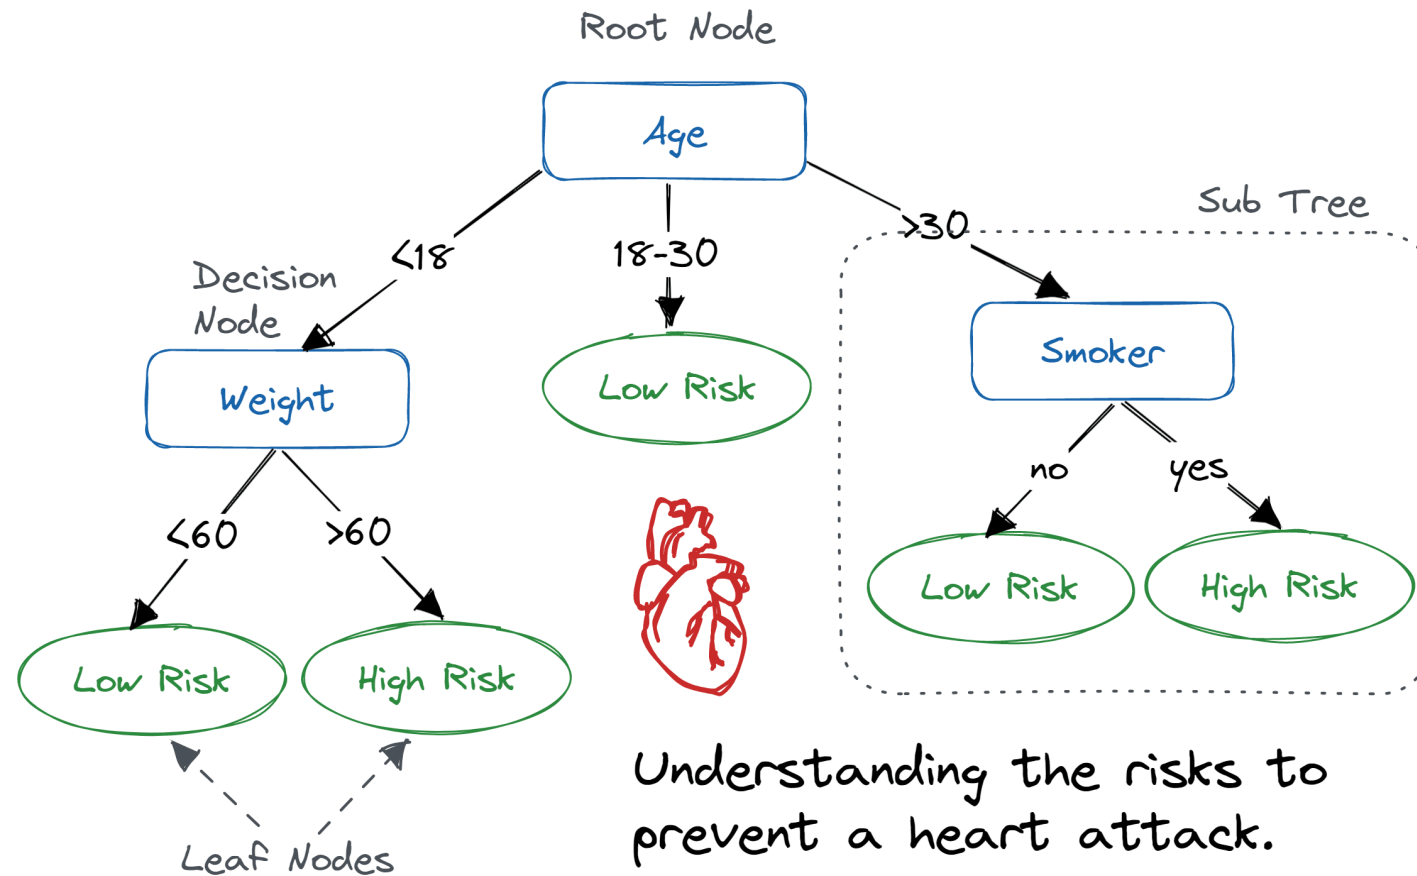 Root Node
Age
Sub Tree
<18
18-30
>30
Decision
Node
Weight
Low Risk
Smoker
<60
>60
no
yes
Low Risk
High Risk
Low Risk
High Risk
Leaf Nodes
Understanding the risks to
prevent a heart attack.